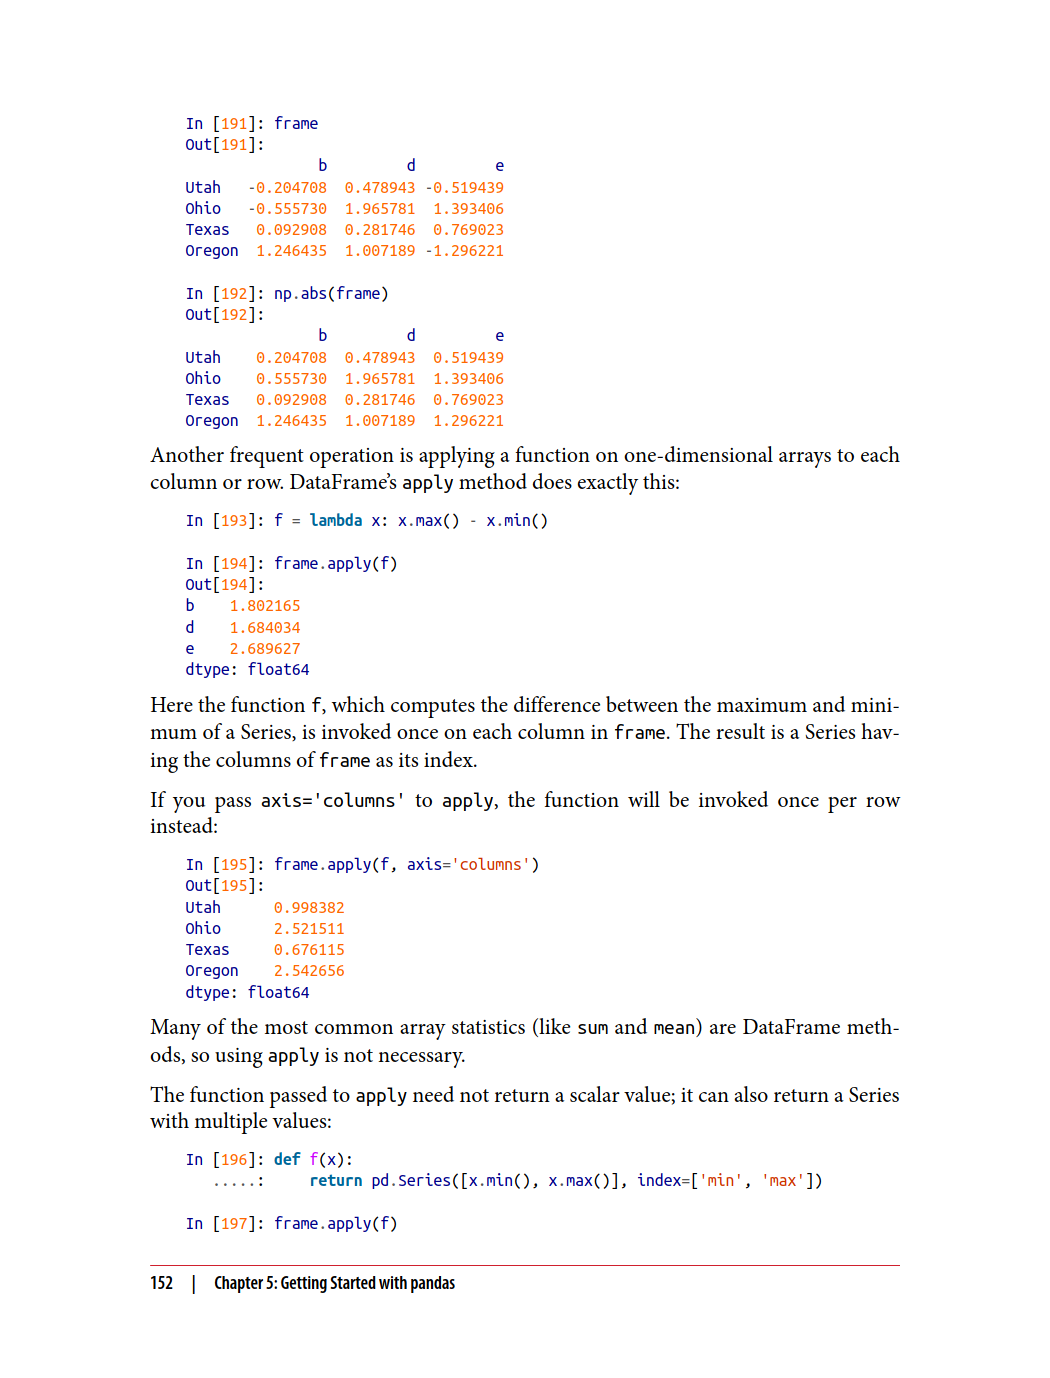 In [191]: frame
Out[191]:
b d e
Utah -0.204708 0.478943 -0.519439
Ohio -0.555730 1.965781 1.393406
Texas 0.092908 0.281746 0.769023
Oregon 1.246435 1.007189 -1.296221
In [192]: np.abs(frame)
Out[192]:
b d e
Utah 0.204708 0.478943 0.519439
Ohio 0.555730 1.965781 1.393406
Texas 0.092908 0.281746 0.769023
Oregon 1.246435 1.007189 1.296221
Another frequent operation is applying a function on one-dimensional arrays to each
column or row. DataFrame’s apply method does exactly this:
In [193]: f = lambda x: x.max() - x.min()
In [194]: frame.apply(f)
Out[194]:
b 1.802165
d 1.684034
e 2.689627
dtype: float64
Here the function f, which computes the difference between the maximum and mini-
mum of a Series, is invoked once on each column in frame. The result is a Series hav-
ing the columns of frame as its index.
If you pass axis='columns' to apply, the function will be invoked once per row
instead:
In [195]: frame.apply(f, axis='columns')
Out[195]:
Utah 0.998382
Ohio 2.521511
Texas 0.676115
Oregon 2.542656
dtype: float64
Many of the most common array statistics (like sum and mean) are DataFrame meth-
ods, so using apply is not necessary.
The function passed to apply need not return a scalar value; it can also return a Series
with multiple values:
In [196]: def f(x):
.....: return pd.Series([x.min(), x.max()], index=['min', 'max'])
In [197]: frame.apply(f)
152 | Chapter 5: Getting Started with pandas